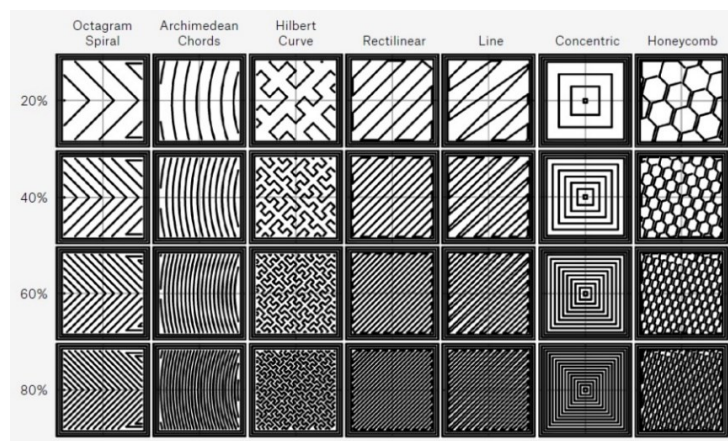 Octagram Spiral
Archimedean Chords
Hilbert Curve
Rectilinear
Line
Concentric
Honeycomb
20%
40%
60%
80%